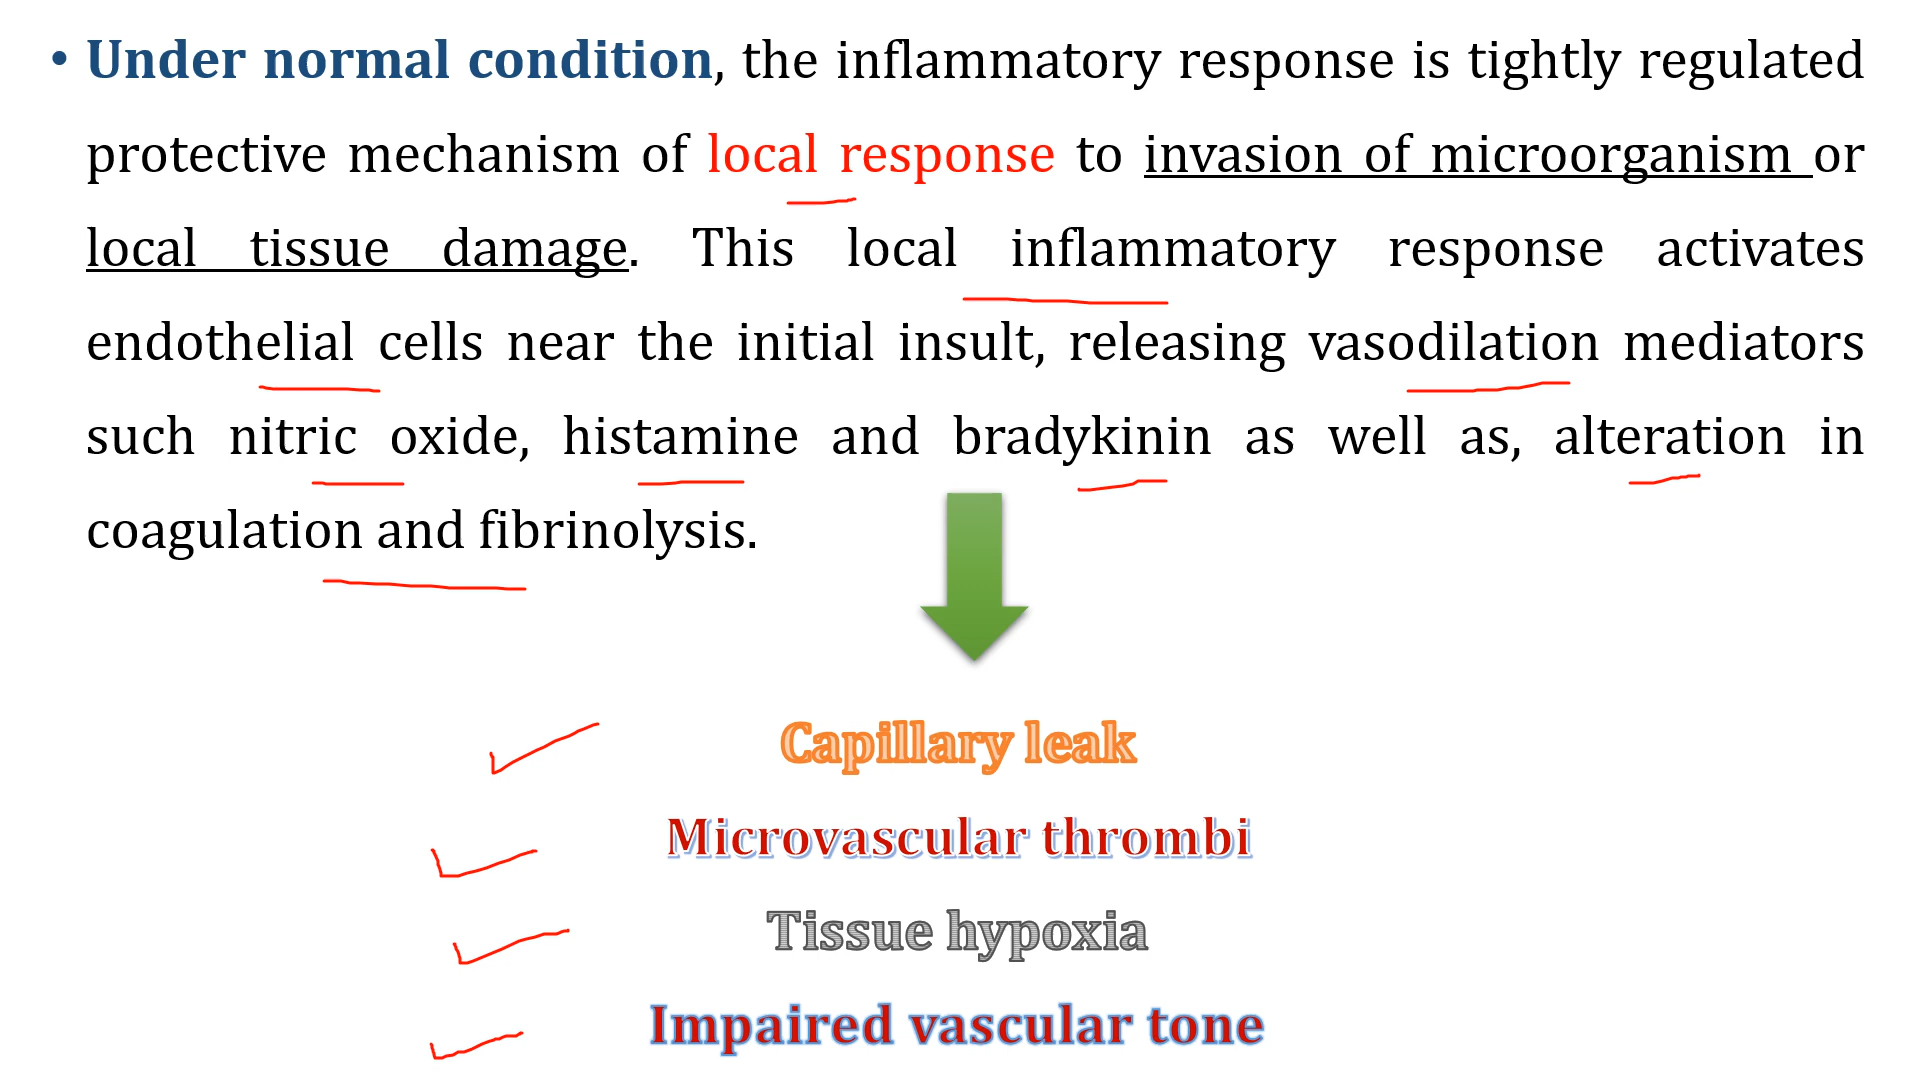 • Under normal condition, the inflammatory response is tightly regulated
protective mechanism of local response to invasion of microorganism or
local tissue damage. This local inflammatory response activates
endothelial cells near the initial insult, releasing vasodilation mediators
such nitric oxide, histamine and bradykinin as well as, alteration in
coagulation and fibrinolysis.
Capillary leak
Microvascular thrombi
Tissue hypoxia
Impaired vascular tone